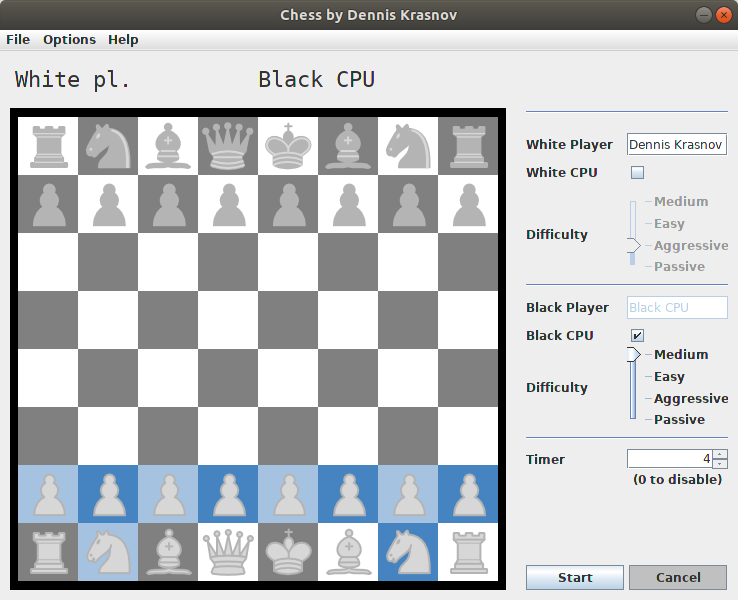 Chess by Dennis Krasnov
File Options Help
White pl. Black CPU
White Player Dennis Krasnov
White CPU
Difficulty
Medium
Easy
Aggressive
Passive
Black Player Black CPU
Black CPU
Difficulty
Medium
Easy
Aggressive
Passive
Timer 4
(0 to disable)
Start Cancel